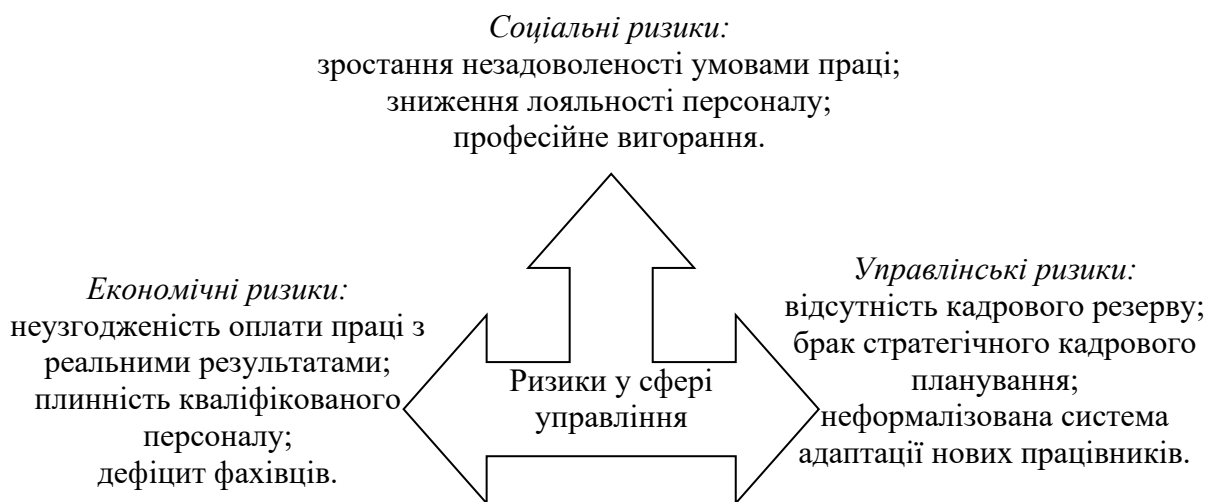 Соціальні ризики:
зростання незадоволеності умовами праці;
зниження лояльності персоналу;
професійне вигорання.
Економічні ризики:
неузгодженість оплати праці з
реальними результатами;
плинність кваліфікованого
персоналу;
дефіцит фахівців.
Ризики у сфері
управління
Управлінські ризики:
відсутність кадрового резерву;
брак стратегічного кадрового
планування;
неформалізована система
адаптації нових працівників.